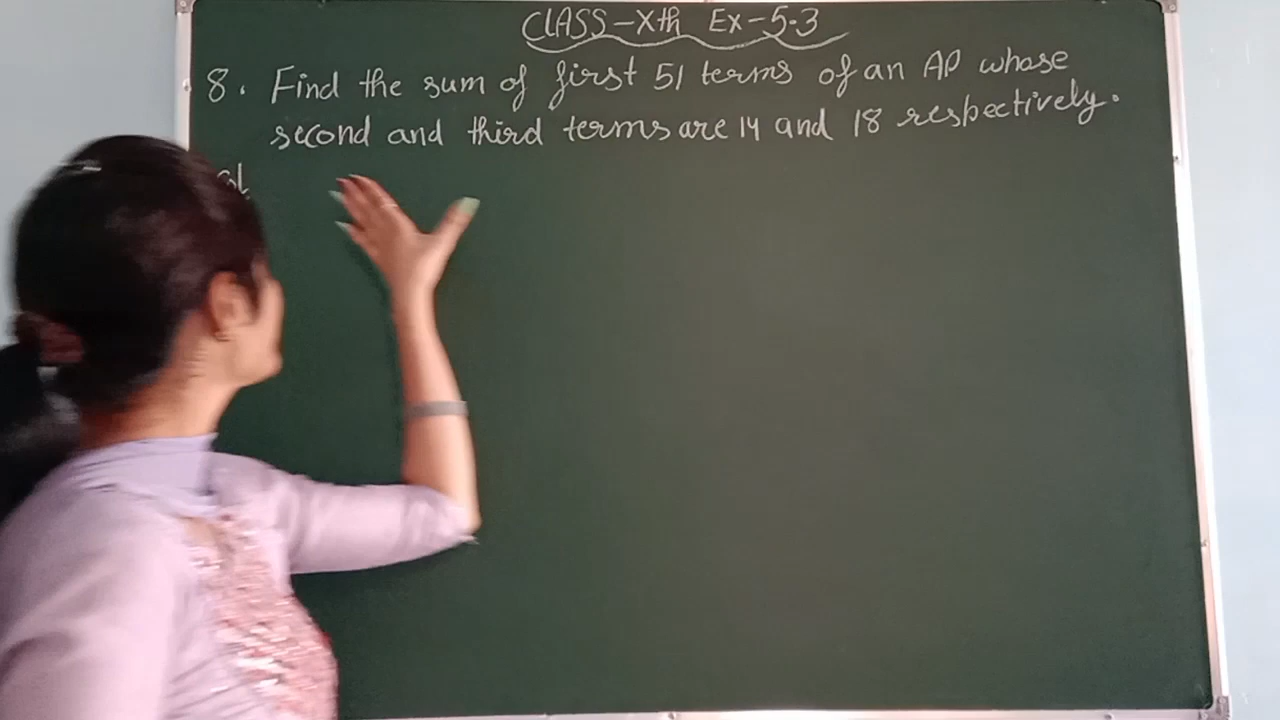 CLASS-Xth Ex-5.3
8. Find the sum of first 51 terms of an AP whose
second and third terms are 14 and 18 respectively.